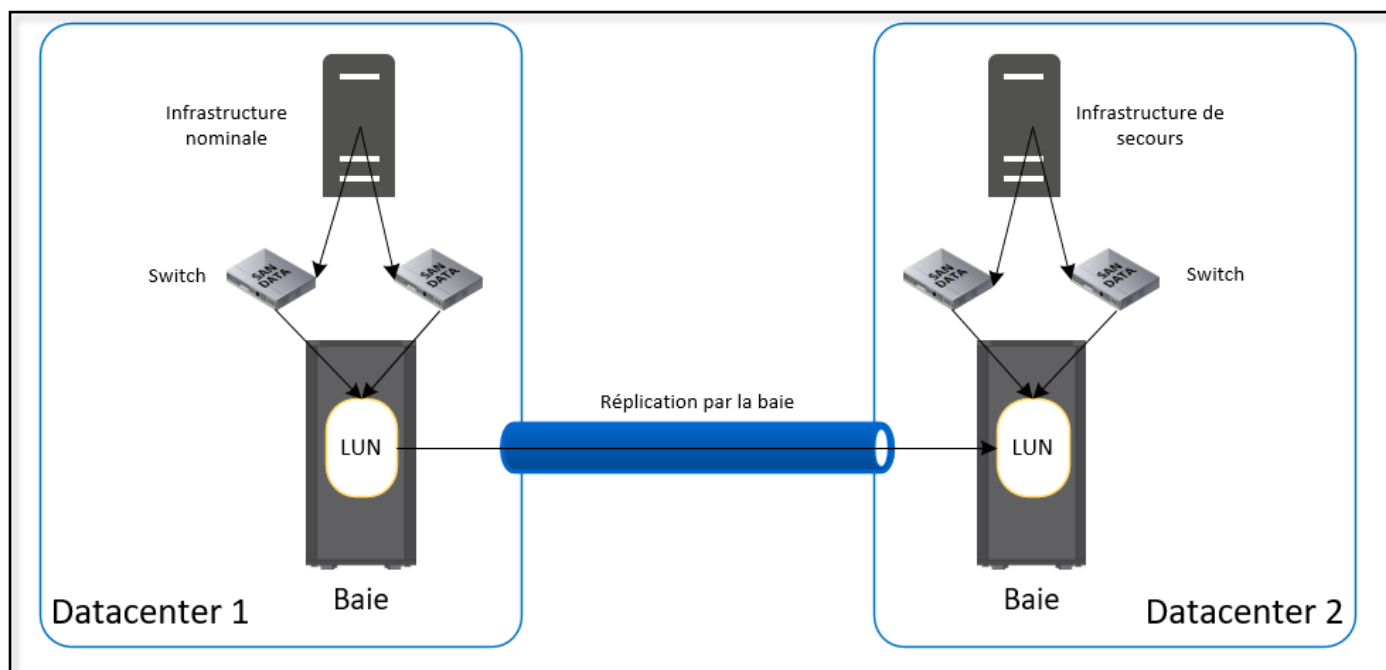 Infrastructure
nominale
Switch
SAN
DATA
SAN
DATA
LUN
Baie
Datacenter 1
Réplication par la baie
Infrastructure de
secours
SAN
DATA
SAN
DATA
Switch
LUN
Baie
Datacenter 2